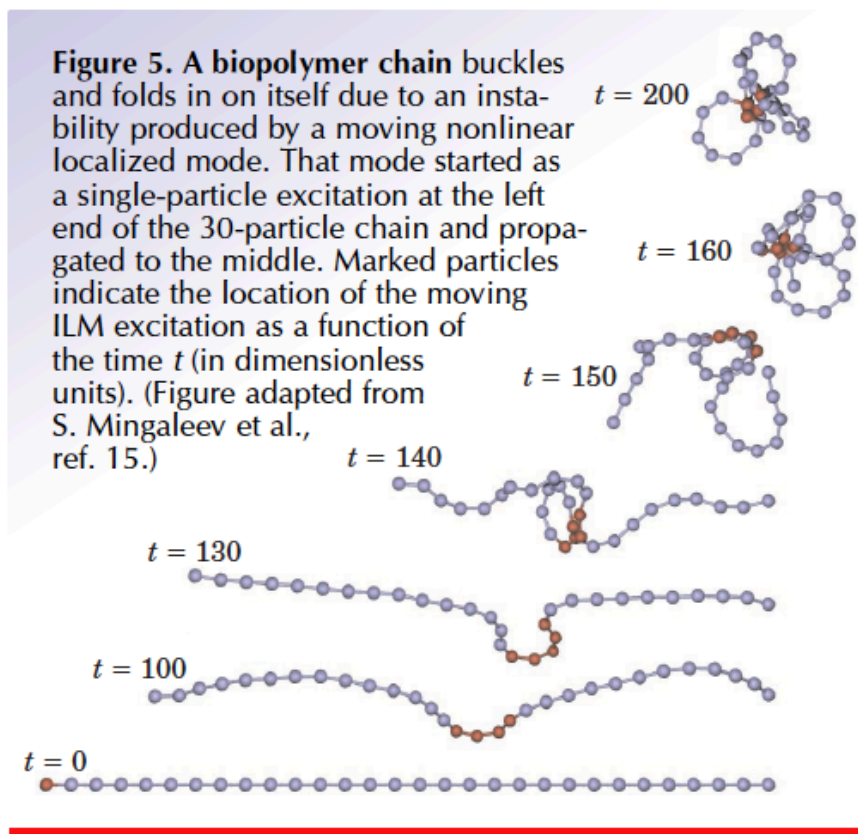 Figure 5. A biopolymer chain buckles
and folds in on itself due to an insta-
bility produced by a moving nonlinear
localized mode. That mode started as
a single-particle excitation at the left
end of the 30-particle chain and propa-
gated to the middle. Marked particles
indicate the location of the moving
ILM excitation as a function of
the time t (in dimensionless
units). (Figure adapted from
S. Mingaleev et al.,
ref. 15.)
t = 200
t = 160
t = 150
t = 140
t = 130
t = 100
t = 0